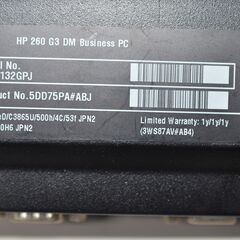 HP 260 G3 DM Business PC
l No.
132GPJ
uct No.5DD75PA#ABJ
D/C3865U/500h/4C/53f JPN2
0H6 JPN2
Limited Warranty: 1y/1y/1y
(3WS87AV#AB4)